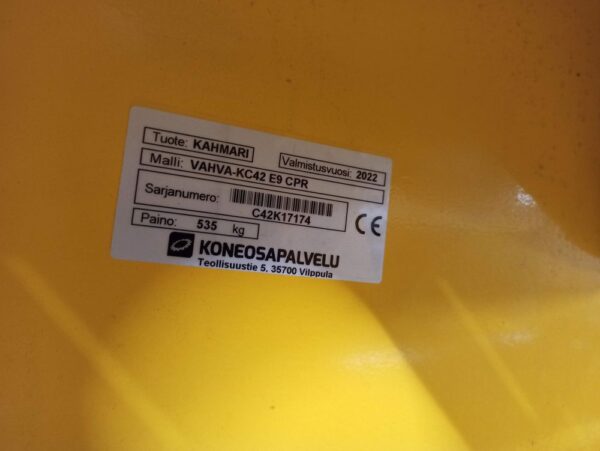 Tuote: KAHMARI
Valmistusvuosi: 2022
Malli: VAHVA-KC42 E9 CPR
Sarjanumero:
C42K17174
CE
Paino: 535 kg
KONEOSAPALVELU
Teollisuustie 5, 35700 Vilppula